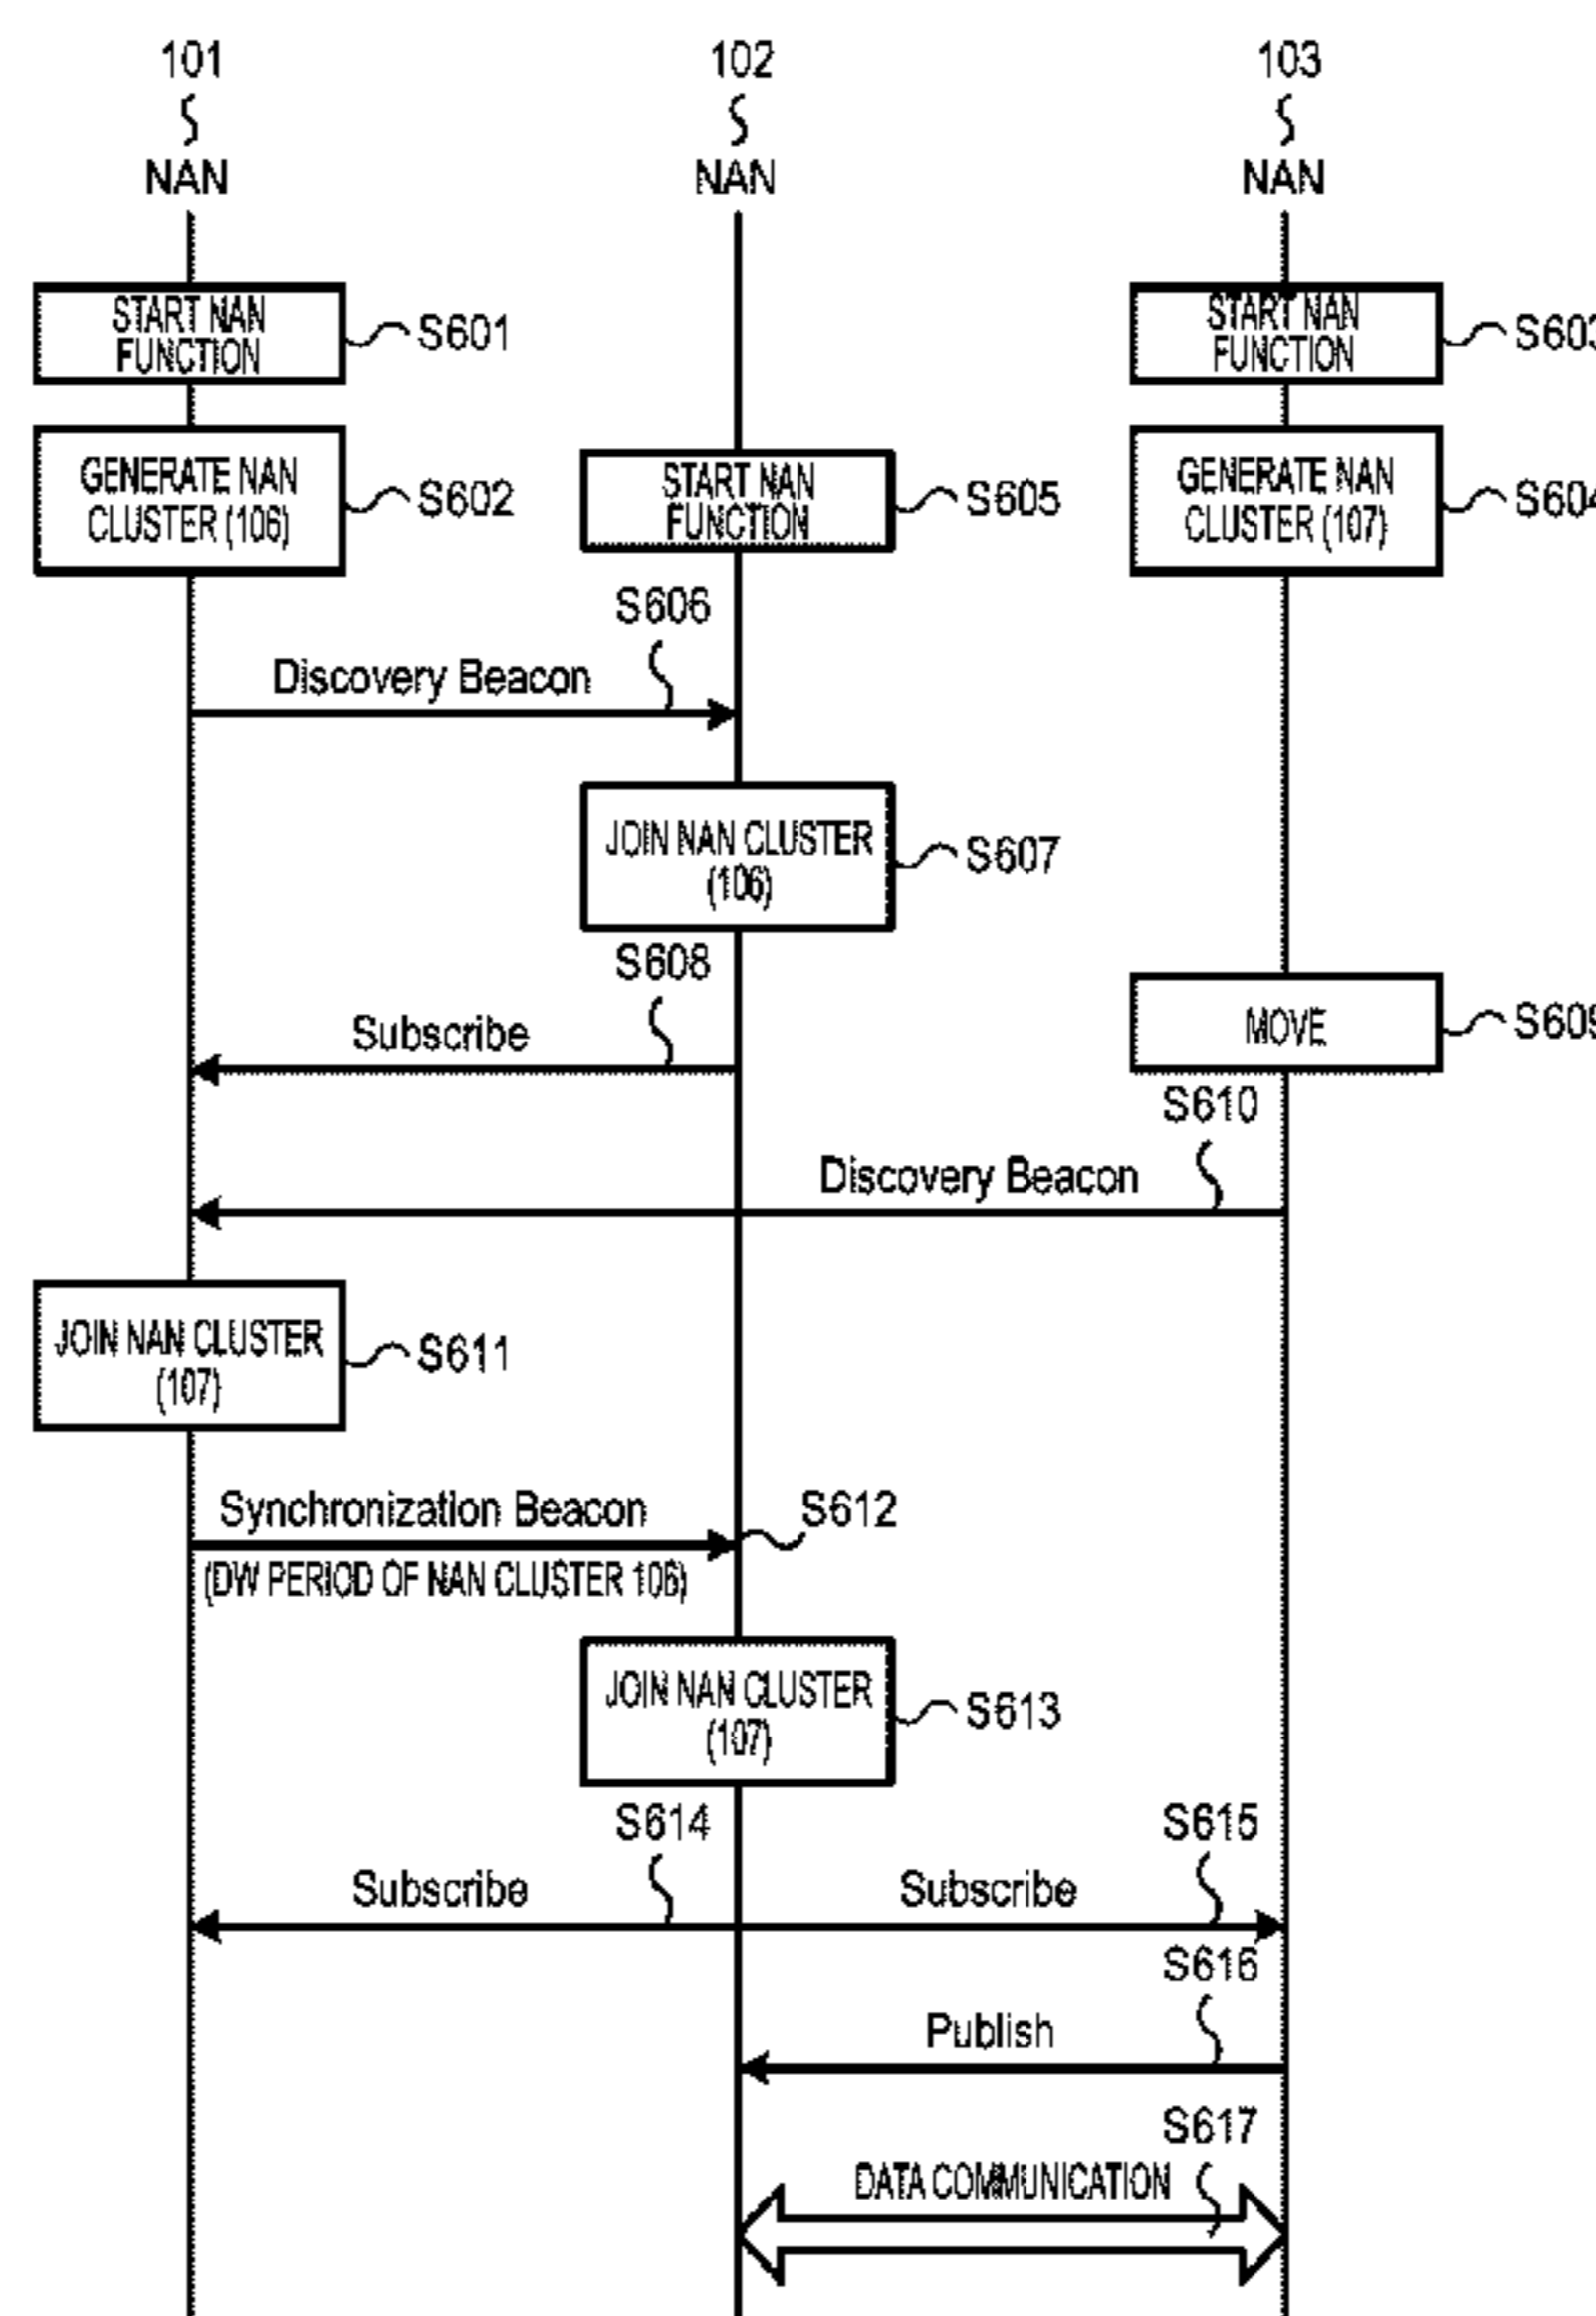 101
102
103
NAN
NAN
NAN
START NAN
FUNCTION
S601
START NAN
FUNCTION
S603
GENERATE NAN
CLUSTER (106)
S602
START NAN
FUNCTION
S605
GENERATE NAN
CLUSTER (107)
S604
S606
Discovery Beacon
JOIN NAN CLUSTER
(106)
S607
S608
Subscribe
MOVE
S609
S610
Discovery Beacon
JOIN NAN CLUSTER
(107)
S611
Synchronization Beacon
S612
(DW PERIOD OF NAN CLUSTER 106)
JOIN NAN CLUSTER
(107)
S613
S614
S615
Subscribe
Subscribe
S616
Publish
S617
DATA COMMUNICATION